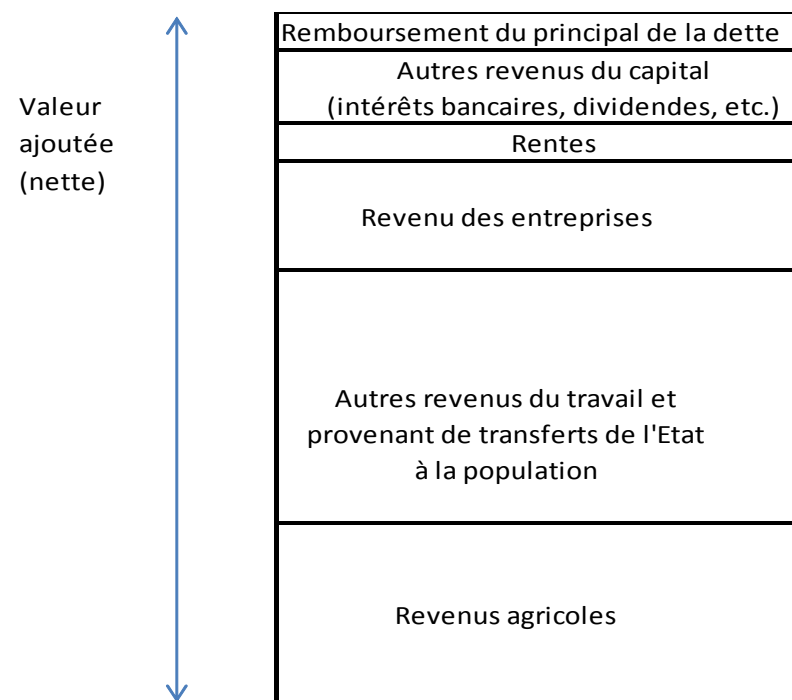 Valeur
ajoutée
(nette)
Remboursement du principal de la dette
Autres revenus du capital
(intérêts bancaires, dividendes, etc.)
Rentes
Revenu des entreprises
Autres revenus du travail et
provenant de transferts de l'Etat
à la population
Revenus agricoles